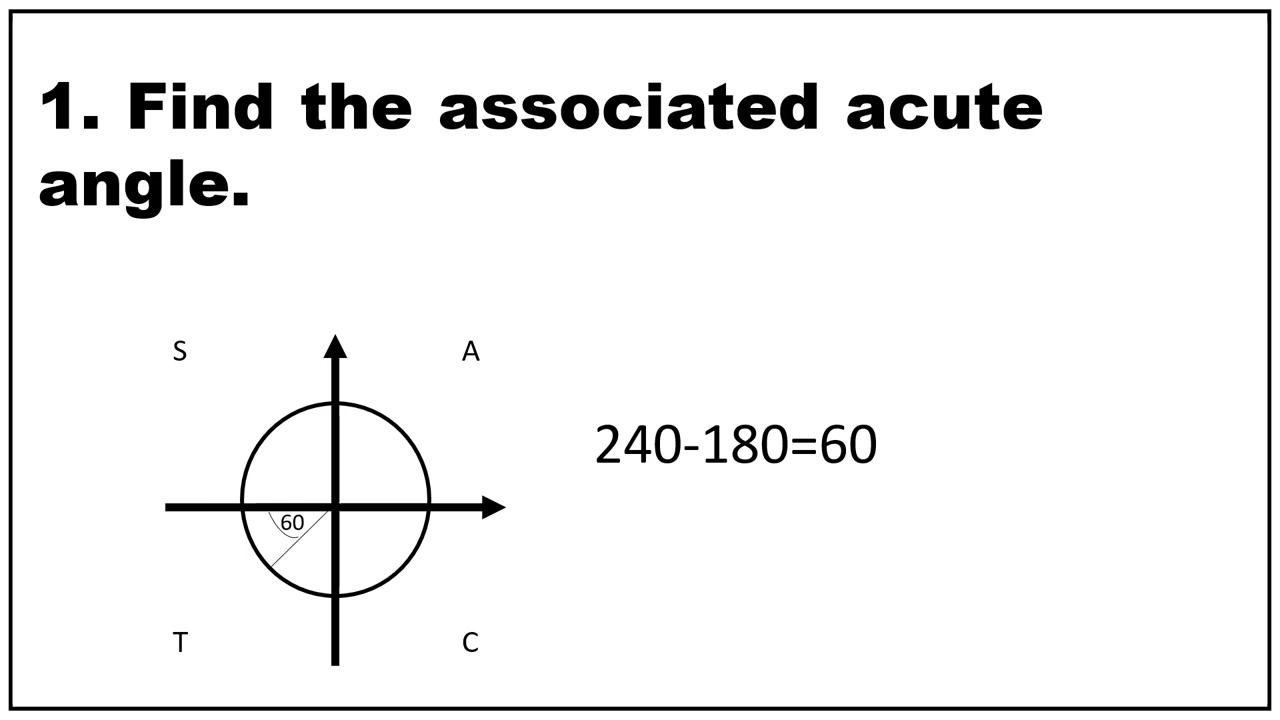 1. Find the associated acute
angle.
S
A
240-180=60
60
T
C